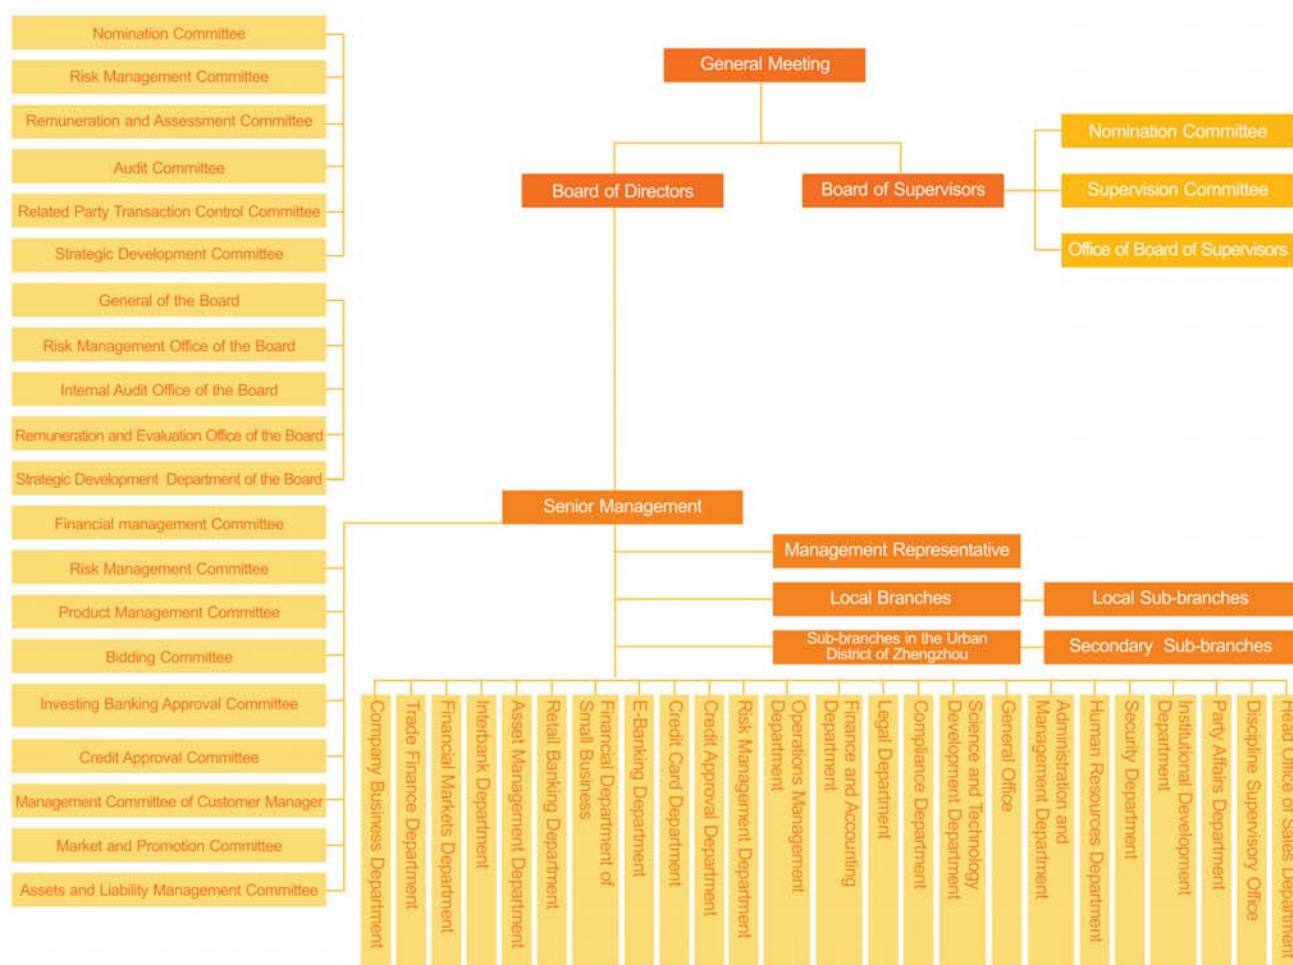 Nomination Committee
Risk Management Committee
Remuneration and Assessment Committee
Audit Committee
Related Party Transaction Control Committee
Strategic Development Committee
General of the Board
Risk Management Office of the Board
Internal Audit Office of the Board
Remuneration and Evaluation Office of the Board
Strategic Development Department of the Board
Financial management Committee
Risk Management Committee
Product Management Committee
Bidding Committee
Investing Banking Approval Committee
Credit Approval Committee
Management Committee of Customer Manager
Market and Promotion Committee
Assets and Liability Management Committee
General Meeting
Board of Directors
Board of Supervisors
Nomination Committee
Supervision Committee
Office of Board of Supervisors
Senior Management
Management Representative
Local Branches
Local Sub-branches
Sub-branches in the Urban
District of Zhengzhou
Secondary Sub-branches
Company Business Department
Trade Finance Department
Financial Markets Department
Interbank Department
Asset Management Department
Retail Banking Department
Financial Department of
Small Business
E-Banking Department
Credit Card Department
Credit Approval Department
Risk Management Department
Operations Management
Department
Finance and Accounting
Department
Legal Department
Compliance Department
Science and Technology
Development Department
General Office
Administration and
Management Department
Human Resources Department
Security Department
Institutional Development
Department
Party Affairs Department
Discipline Supervisory Office
Head Office of Sales Department